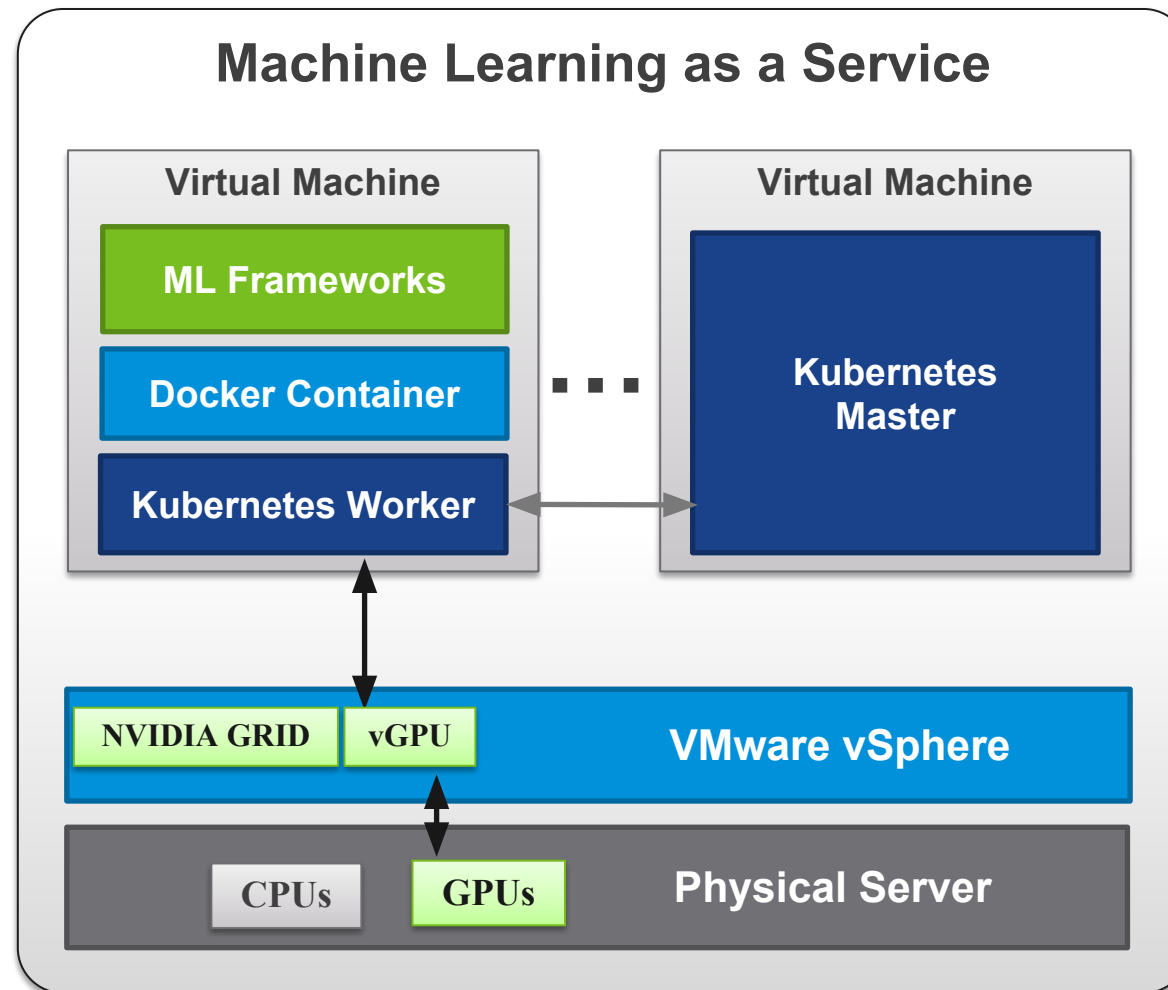 Machine Learning as a Service
Virtual Machine
ML Frameworks
Docker Container
Kubernetes Worker
...
Virtual Machine
Kubernetes
Master
NVIDIA GRID
vGPU
VMware vSphere
CPUs
GPUs
Physical Server